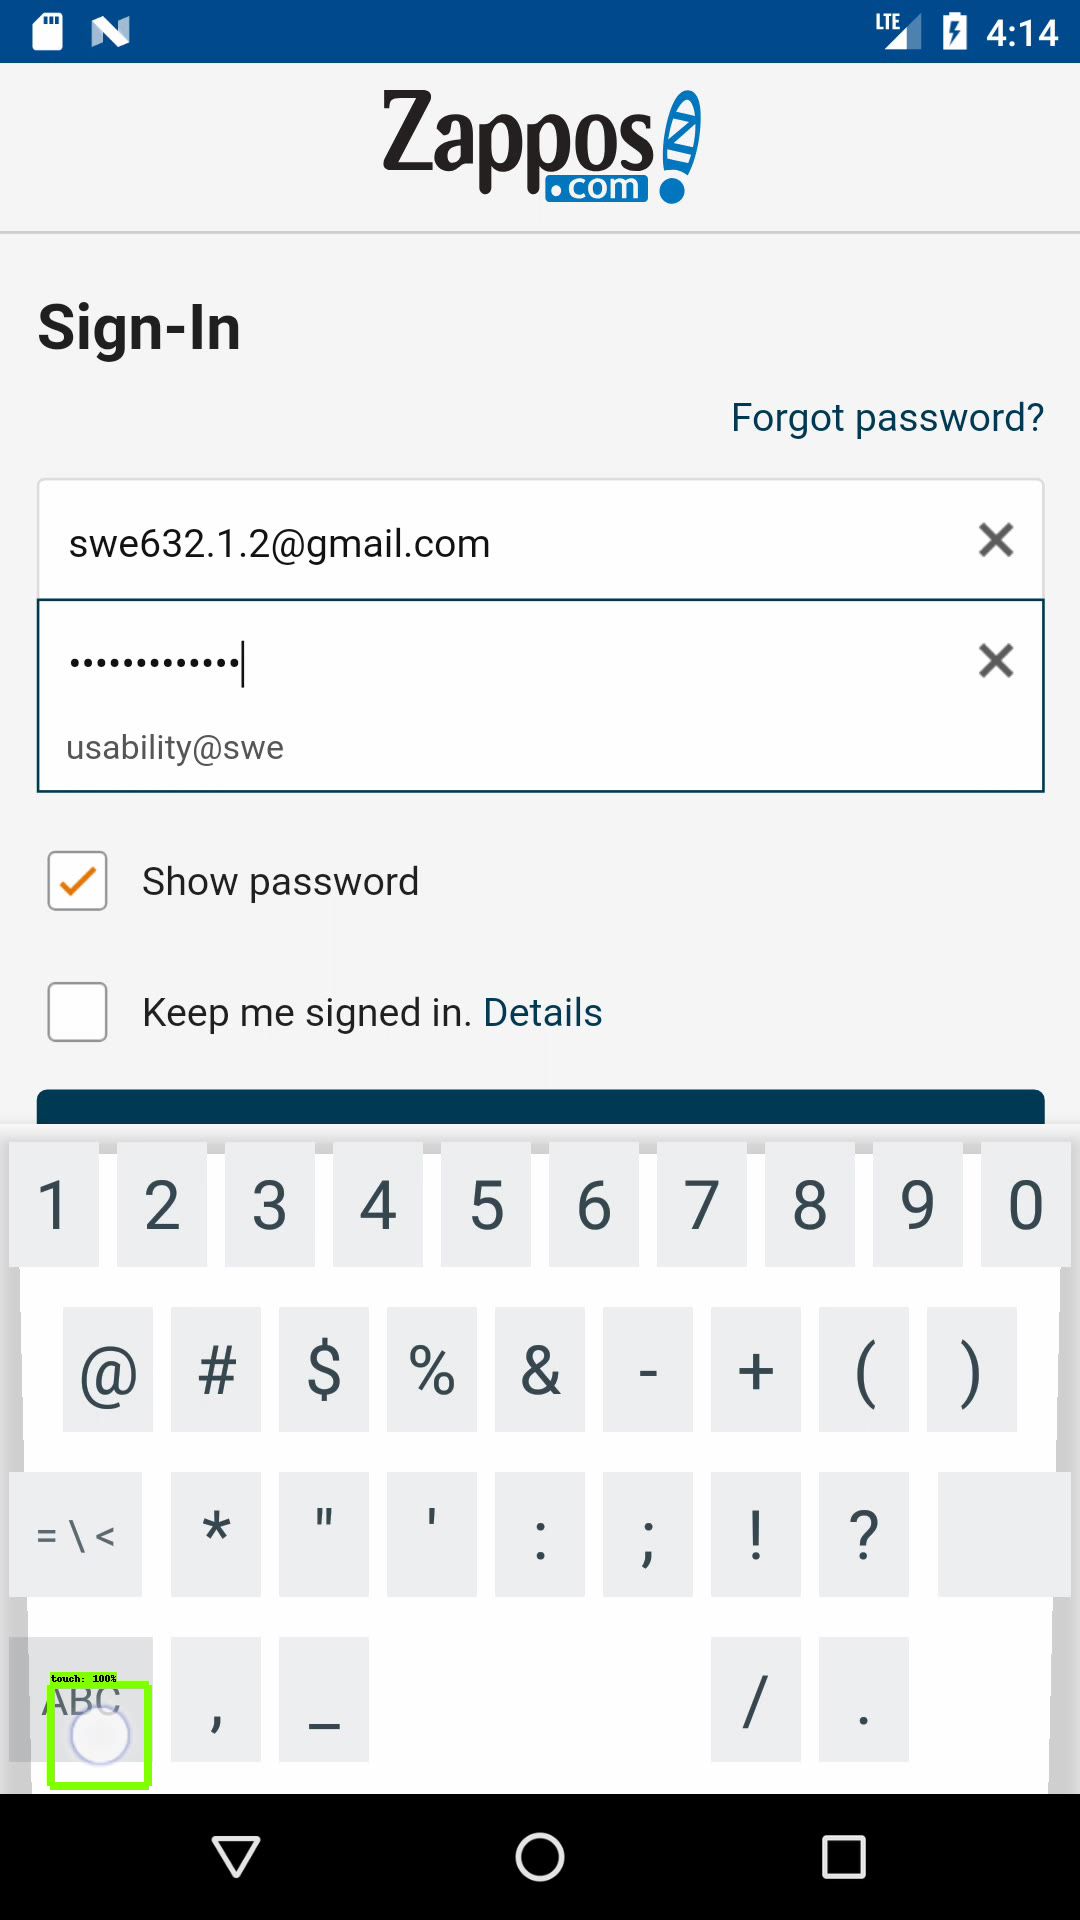 LTE 4:14
Zappos
.com
Sign-In
Forgot password?
swe632.1.2@gmail.com
•••••••••••••
usability@swe
Show password
Keep me signed in. Details
1 2 3 4 5 6 7 8 9 0
@ # $ % & - + ( )
= \ < * " ' : ; ! ?
touch: 100%
ABC , _ / .